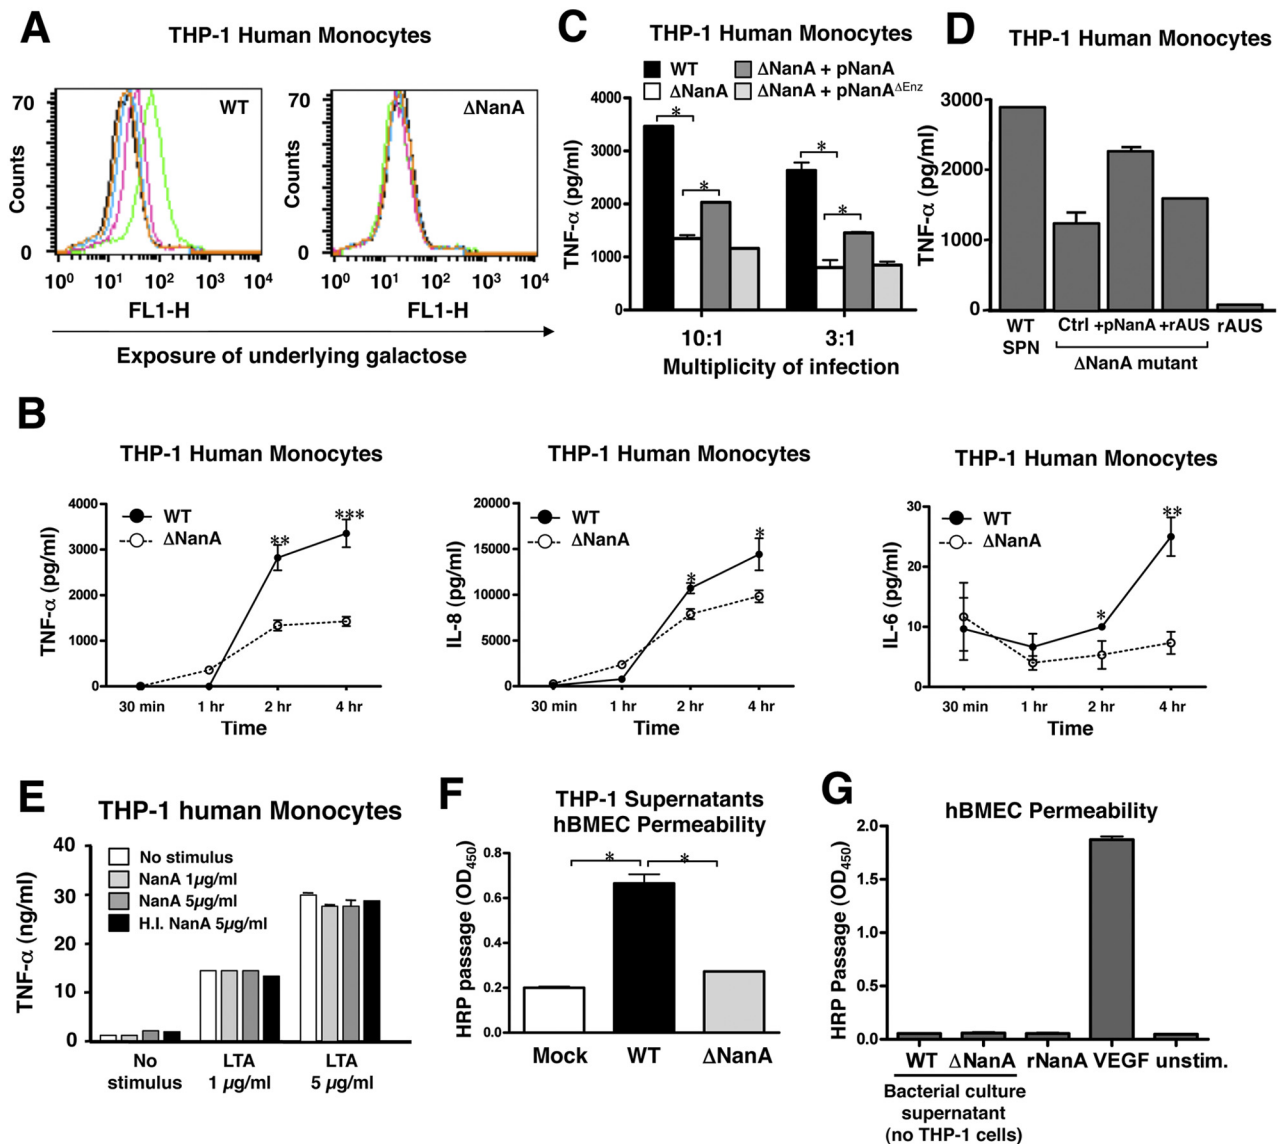 A
THP-1 Human Monocytes
70
WT
Counts
0
10⁰ 10¹ 10² 10³ 10⁴
FL1-H
70
ΔNanA
Counts
0
10⁰ 10¹ 10² 10³ 10⁴
FL1-H
Exposure of underlying galactose
C
THP-1 Human Monocytes
WT
ΔNanA + pNanA
ΔNanA
ΔNanA + pNanA^ΔEnz
TNF-α (pg/ml)
4000
3000
2000
1000
0
*
*
*
*
10:1
3:1
Multiplicity of infection
D
THP-1 Human Monocytes
TNF-α (pg/ml)
3000
2000
1000
0
WT
SPN
Ctrl +pNanA +rAUS rAUS
ΔNanA mutant
B
THP-1 Human Monocytes
TNF-α (pg/ml)
4000
3000
2000
1000
0
WT
ΔNanA
**
***
30 min 1 hr 2 hr 4 hr
Time
THP-1 Human Monocytes
IL-8 (pg/ml)
20000
15000
10000
5000
0
WT
ΔNanA
*
*
30 min 1 hr 2 hr 4 hr
Time
THP-1 Human Monocytes
IL-6 (pg/ml)
30
20
10
0
WT
ΔNanA
*
**
30 min 1 hr 2 hr 4 hr
Time
E
THP-1 human Monocytes
TNF-α (ng/ml)
40
30
20
10
0
No stimulus
NanA 1µg/ml
NanA 5µg/ml
H.I. NanA 5µg/ml
No
stimulus
LTA
1 µg/ml
LTA
5 µg/ml
F
THP-1 Supernatants
hBMEC Permeability
HRP passage (OD₄₅₀)
0.8
0.6
0.4
0.2
0.0
*
*
Mock WT ΔNanA
G
hBMEC Permeability
HRP Passage (OD₄₅₀)
2.0
1.5
1.0
0.5
0.0
WT ΔNanA rNanA VEGF unstim.
Bacterial culture
supernatant
(no THP-1 cells)